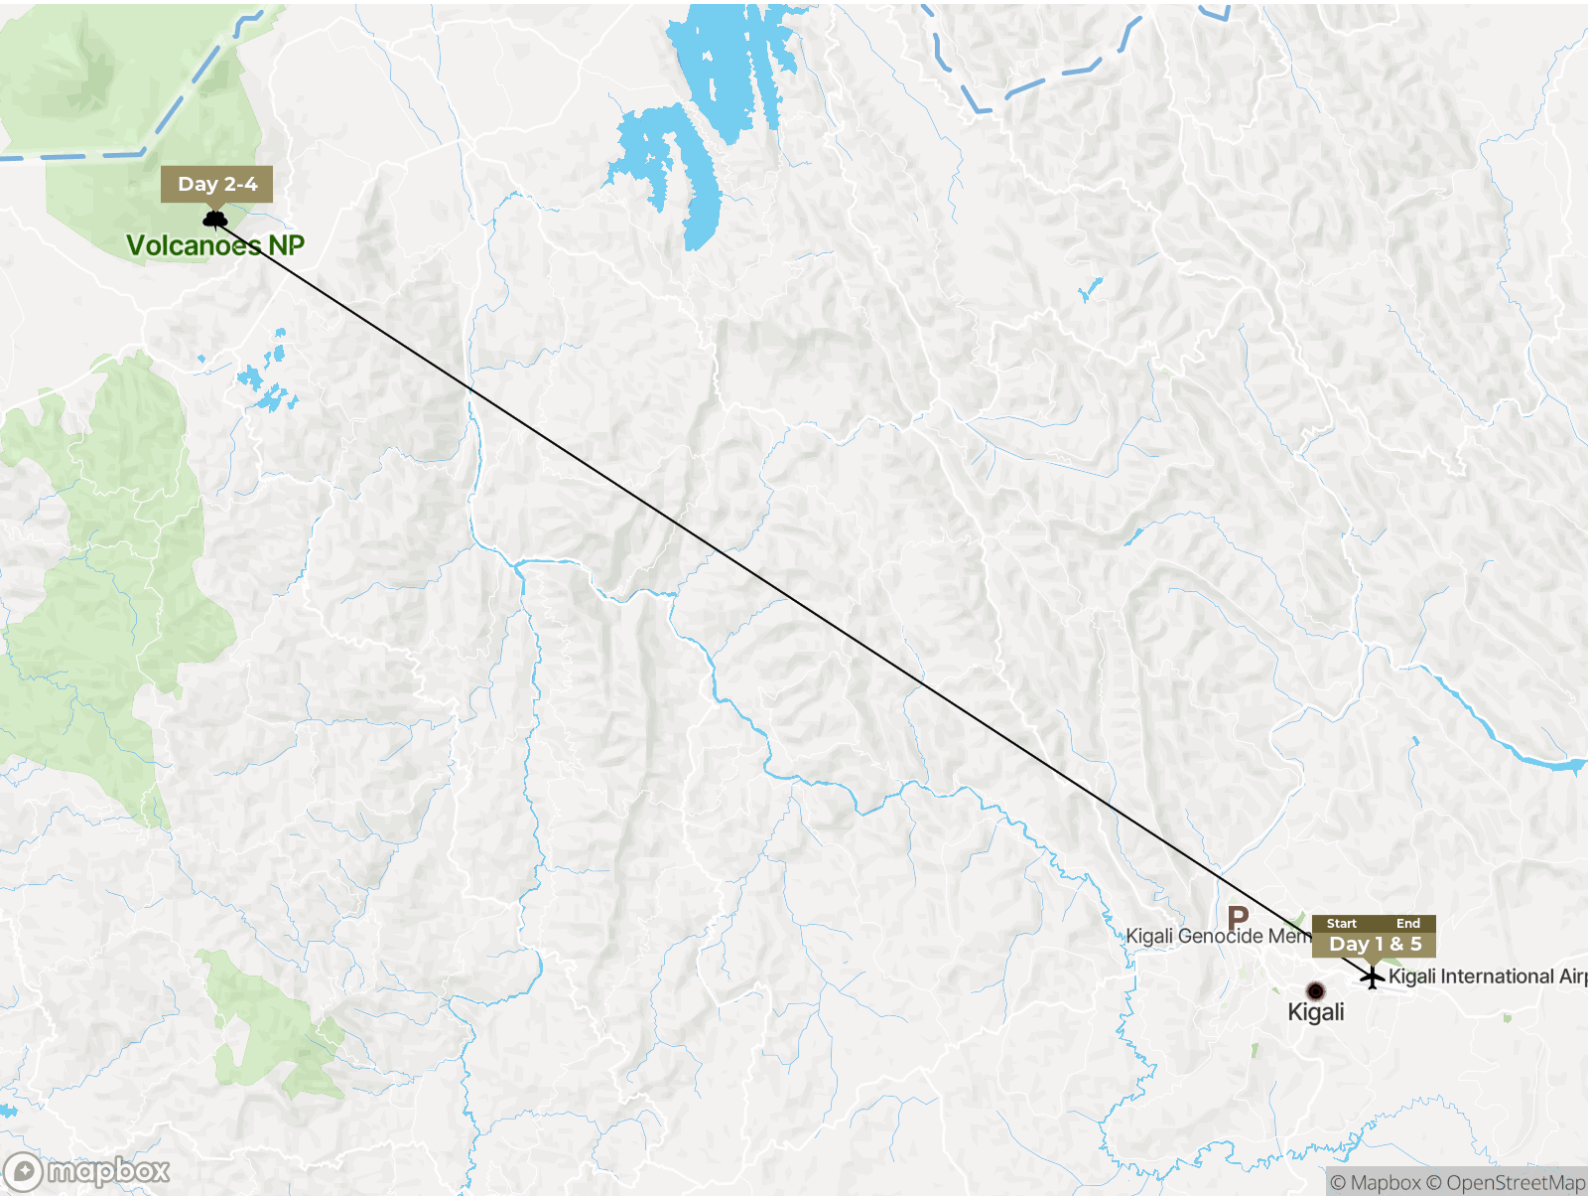 Day 2-4
Volcanoes NP
P
Kigali Genocide Mem
Start End
Day 1 & 5
Kigali International Airp
Kigali
mapbox
© Mapbox © OpenStreetMap